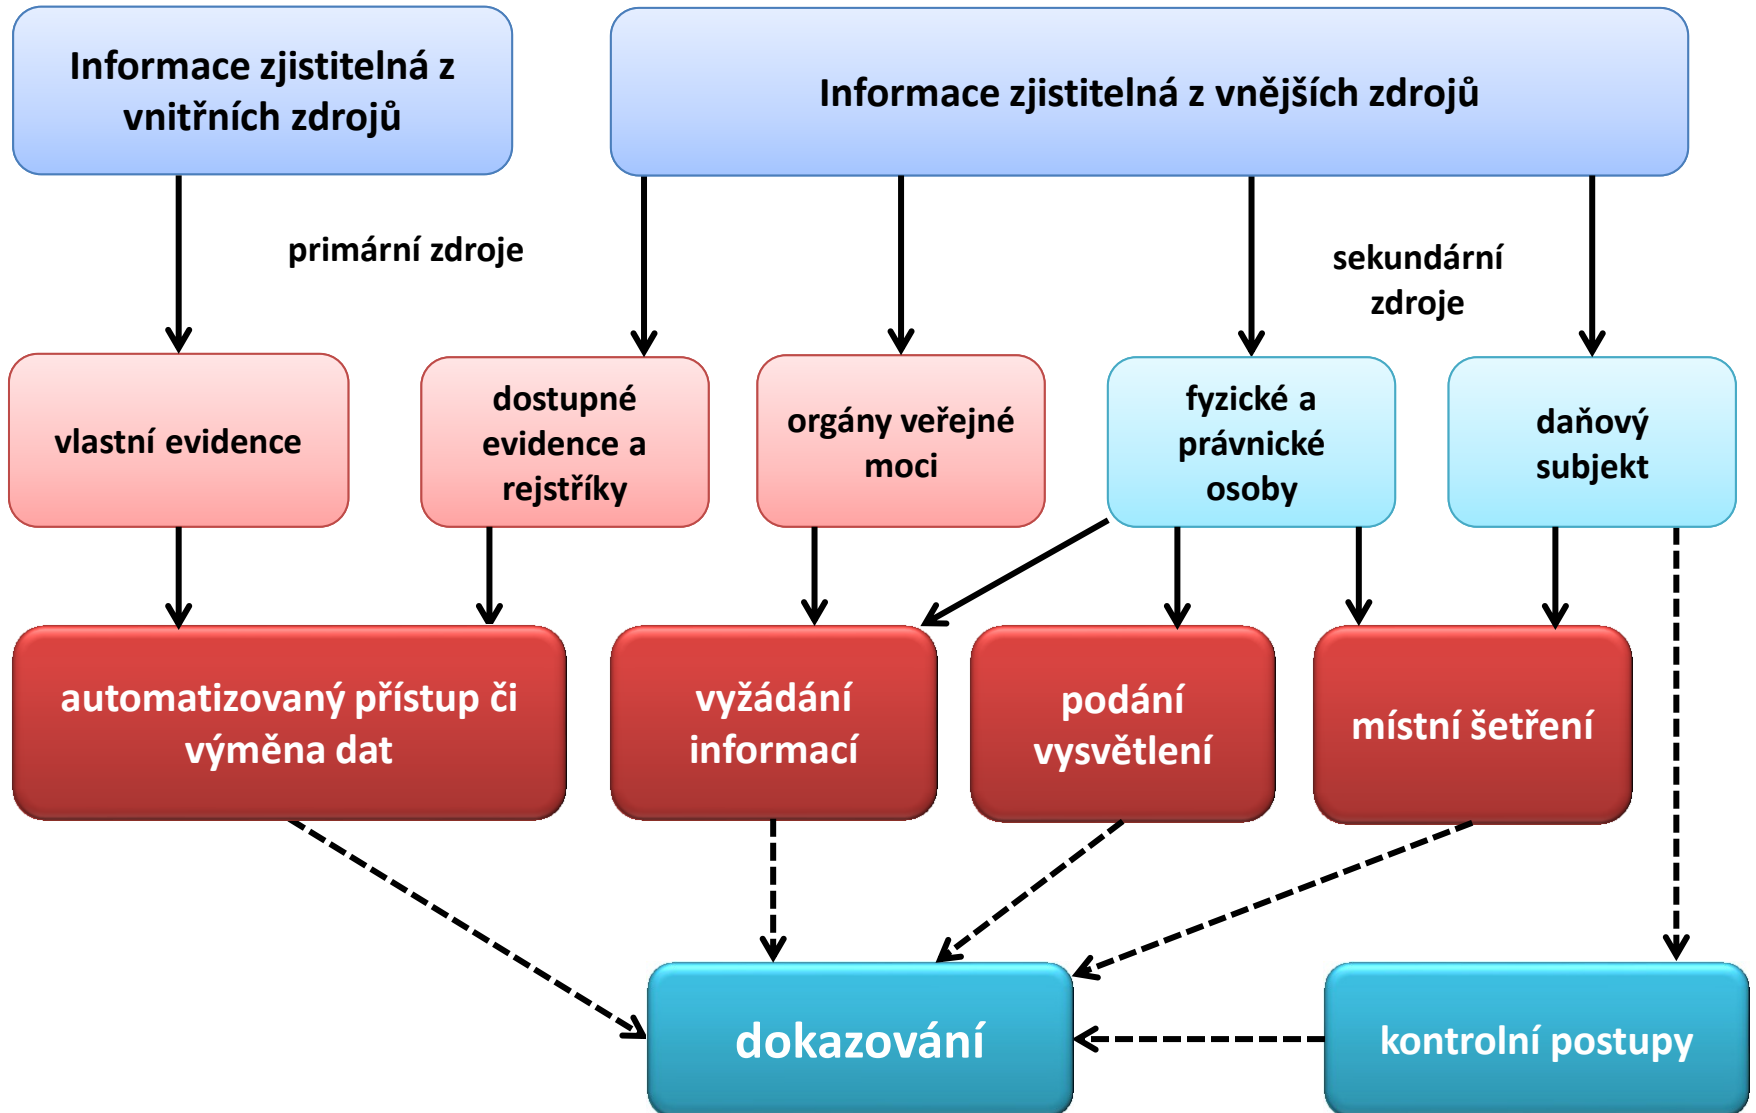 Informace zjistitelná z
vnitřních zdrojů
Informace zjistitelná z vnějších zdrojů
primární zdroje
sekundární
zdroje
vlastní evidence
dostupné
evidence a
rejstříky
orgány veřejné
moci
fyzické a
právnické
osoby
daňový
subjekt
automatizovaný přístup či
výměna dat
vyžádání
informací
podání
vysvětlení
místní šetření
dokazování
kontrolní postupy